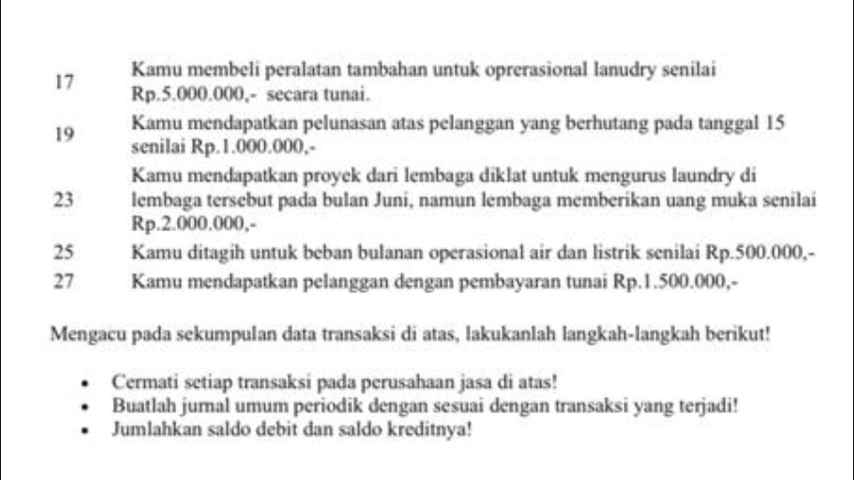 17 Kamu membeli peralatan tambahan untuk oprerasional lanudry senilai
Rp.5.000.000,- secara tunai.
19 Kamu mendapatkan pelunasan atas pelanggan yang berhutang pada tanggal 15
senilai Rp.1.000.000,-
Kamu mendapatkan proyek dari lembaga diklat untuk mengurus laundry di
23 lembaga tersebut pada bulan Juni, namun lembaga memberikan uang muka senilai
Rp.2.000.000,-
25 Kamu ditagih untuk beban bulanan operasional air dan listrik senilai Rp.500.000,-
27 Kamu mendapatkan pelanggan dengan pembayaran tunai Rp.1.500.000,-
Mengacu pada sekumpulan data transaksi di atas, lakukanlah langkah-langkah berikut!
• Cermati setiap transaksi pada perusahaan jasa di atas!
• Buatlah jurnal umum periodik dengan sesuai dengan transaksi yang terjadi!
• Jumlahkan saldo debit dan saldo kreditnya!